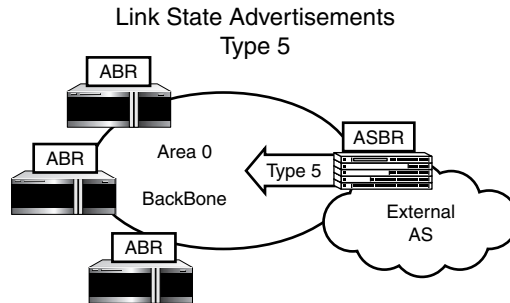 Link State Advertisements
Type 5
ABR
ASBR
ABR
Area 0
Type 5
BackBone
External
AS
ABR